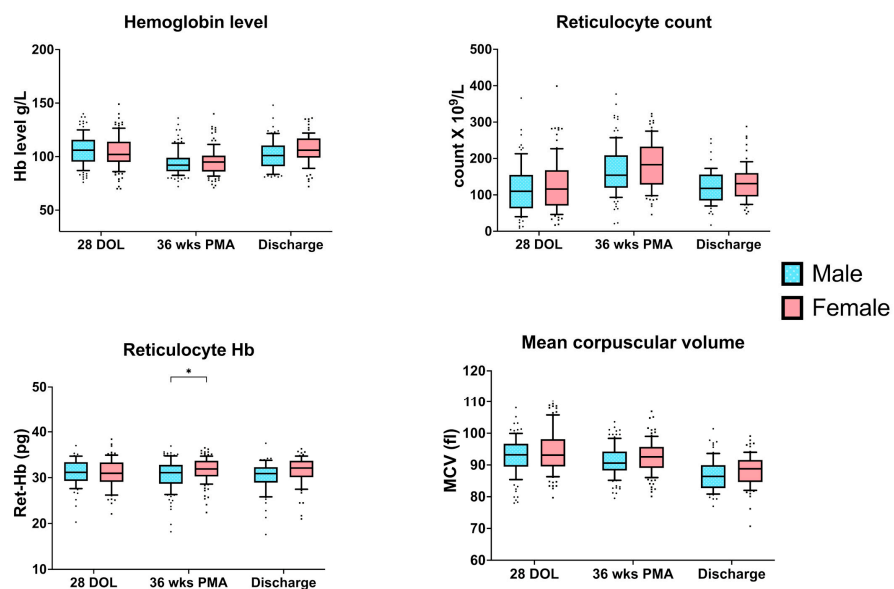 Hemoglobin level
Hb level g/L
200
150
100
50
28 DOL 36 wks PMA Discharge
Reticulocyte count
count X 10⁹/L
500
400
300
200
100
0
28 DOL 36 wks PMA Discharge
Male
Female
Reticulocyte Hb
Ret-Hb (pg)
50
40
30
20
10
*
28 DOL 36 wks PMA Discharge
Mean corpuscular volume
MCV (fl)
120
110
100
90
80
70
60
28 DOL 36 wks PMA Discharge